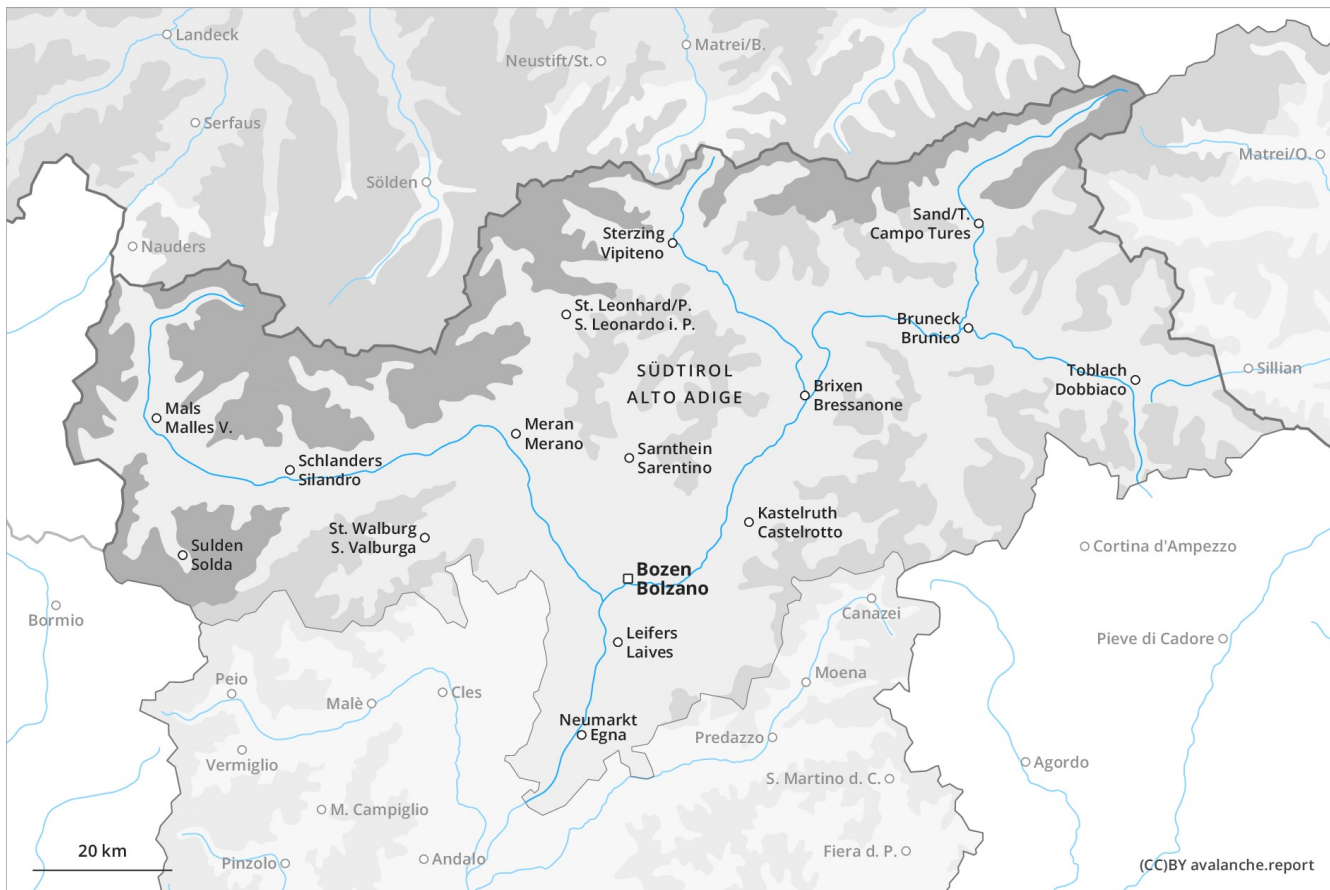 Landeck
Matrei/B.
Neustift/St.
Serfaus
Matrei/O.
Sölden
Sand/T.
Campo Tures
Sterzing
Vipiteno
Nauders
St. Leonhard/P.
S. Leonardo i. P.
Bruneck
Brunico
SÜDTIROL
ALTO ADIGE
Toblach
Dobbiaco
Sillian
Brixen
Bressanone
Mals
Malles V.
Meran
Merano
Schlanders
Silandro
Sarnthein
Sarentino
St. Walburg
S. Valburga
Kastelruth
Castelrotto
Sulden
Solda
Cortina d'Ampezzo
Bozen
Bolzano
Bormio
Canazei
Leifers
Laives
Pieve di Cadore
Peio
Malè
Cles
Moena
Neumarkt
Egna
Predazzo
Vermiglio
Agordo
S. Martino d. C.
M. Campiglio
20 km
Pinzolo
Andalo
Fiera d. P.
(CC)BY avalanche.report